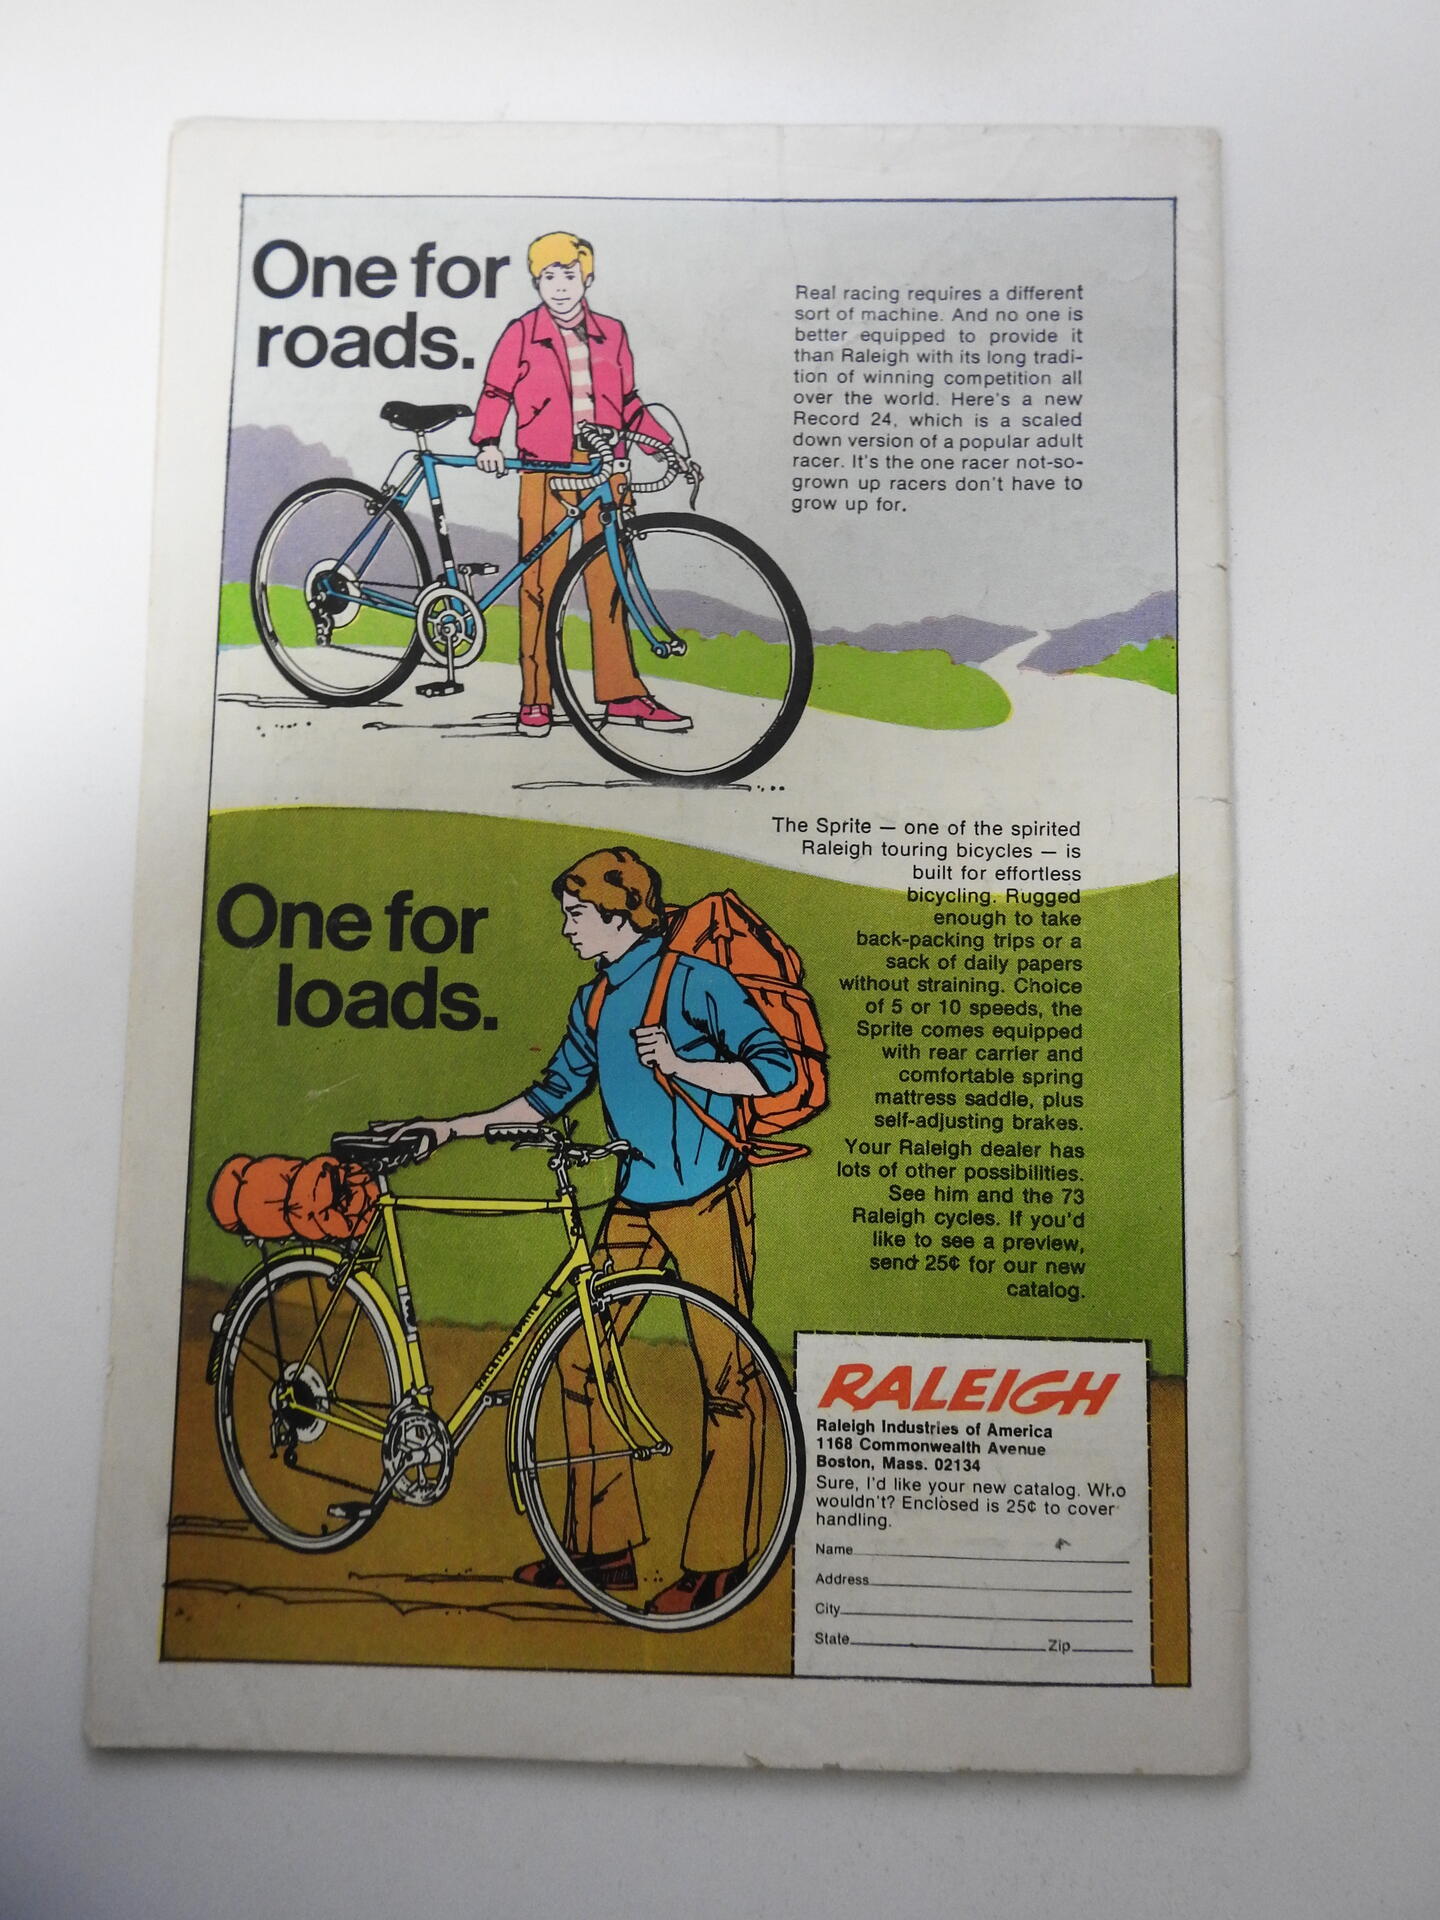 One for
roads.
Real racing requires a different
sort of machine. And no one is
better equipped to provide it
than Raleigh with its long tradi-
tion of winning competition all
over the world. Here's a new
Record 24, which is a scaled
down version of a popular adult
racer. It's the one racer not-so-
grown up racers don't have to
grow up for.
The Sprite — one of the spirited
Raleigh touring bicycles — is
built for effortless
bicycling. Rugged
enough to take
back-packing trips or a
sack of daily papers
without straining. Choice
of 5 or 10 speeds, the
Sprite comes equipped
with rear carrier and
comfortable spring
mattress saddle, plus
self-adjusting brakes.
Your Raleigh dealer has
lots of other possibilities.
See him and the 73
Raleigh cycles. If you'd
like to see a preview,
send 25¢ for our new
catalog.
One for
loads.
RALEIGH SPRITE
RALEIGH
Raleigh Industries of America
1168 Commonwealth Avenue
Boston, Mass. 02134
Sure, I'd like your new catalog. Who
wouldn't? Enclosed is 25¢ to cover
handling.
Name
Address
City
State Zip